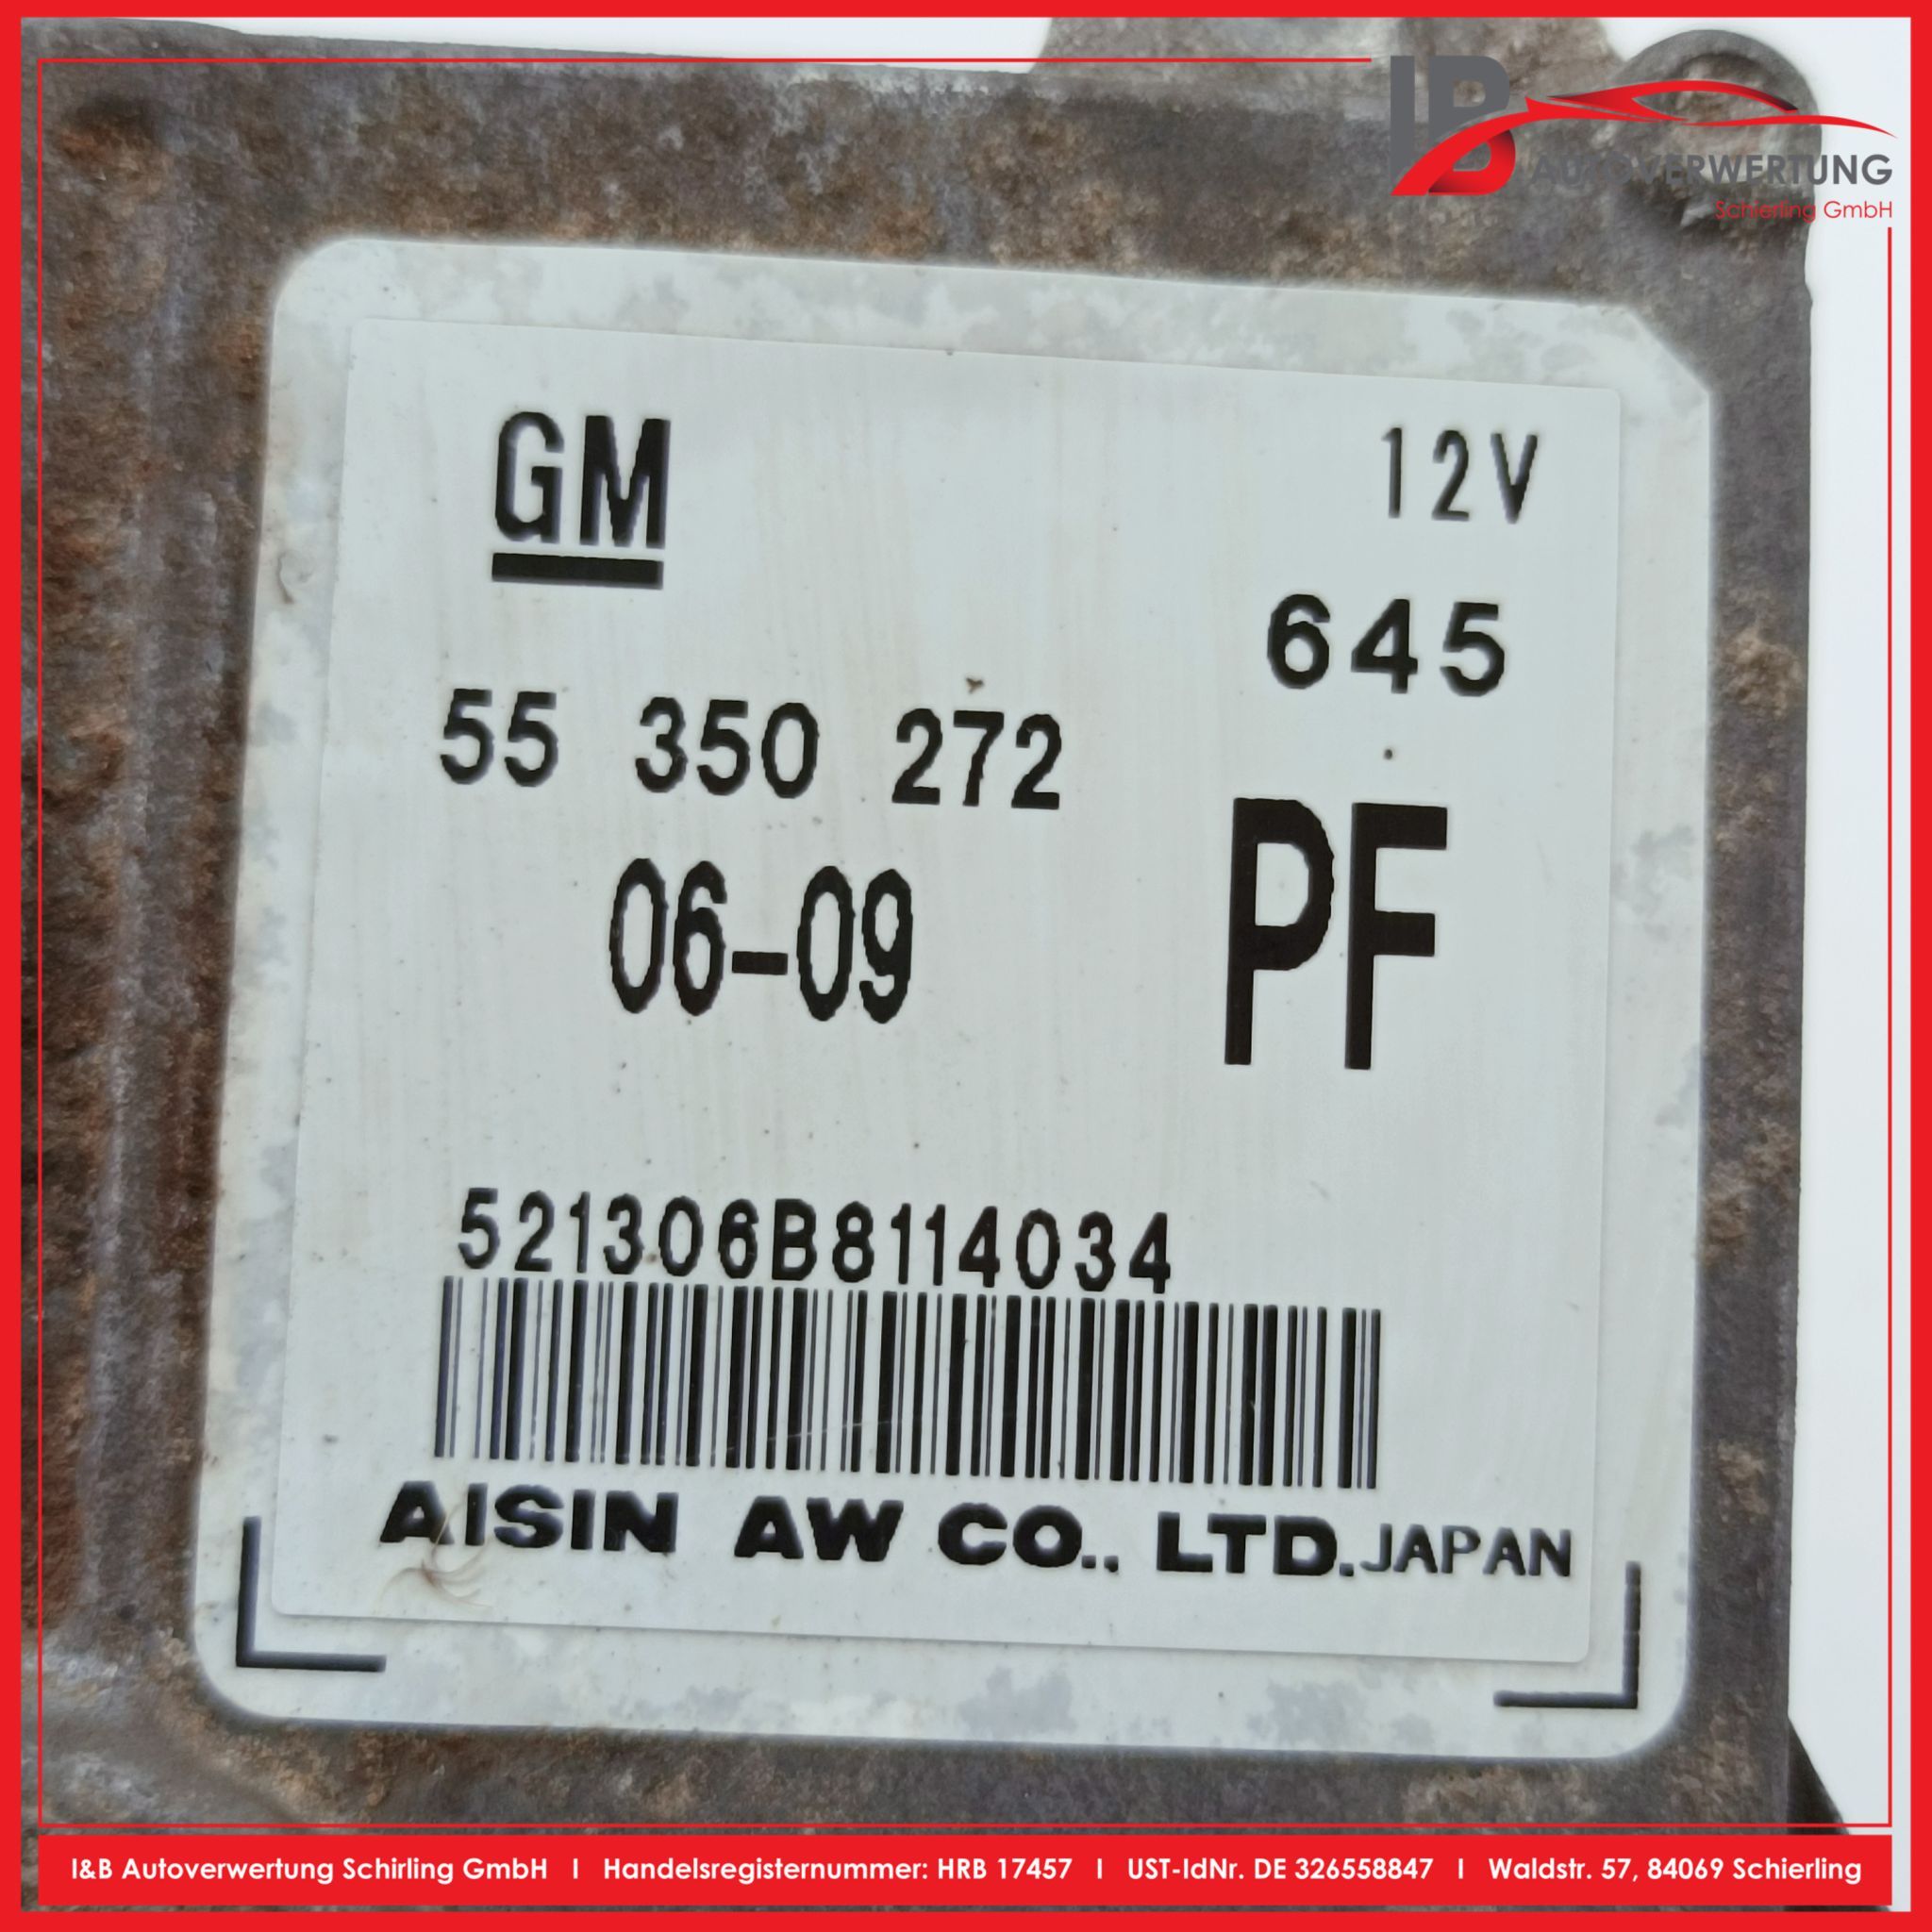 IB
AUTOVERWERTUNG
Schierling GmbH
GM
12V
645
55 350 272
06-09
PF
521306B8114034
AISIN AW CO., LTD. JAPAN
I&B Autoverwertung Schirling GmbH I Handelsregisternummer: HRB 17457 I UST-IdNr. DE 326558847 I Waldstr. 57, 84069 Schierling